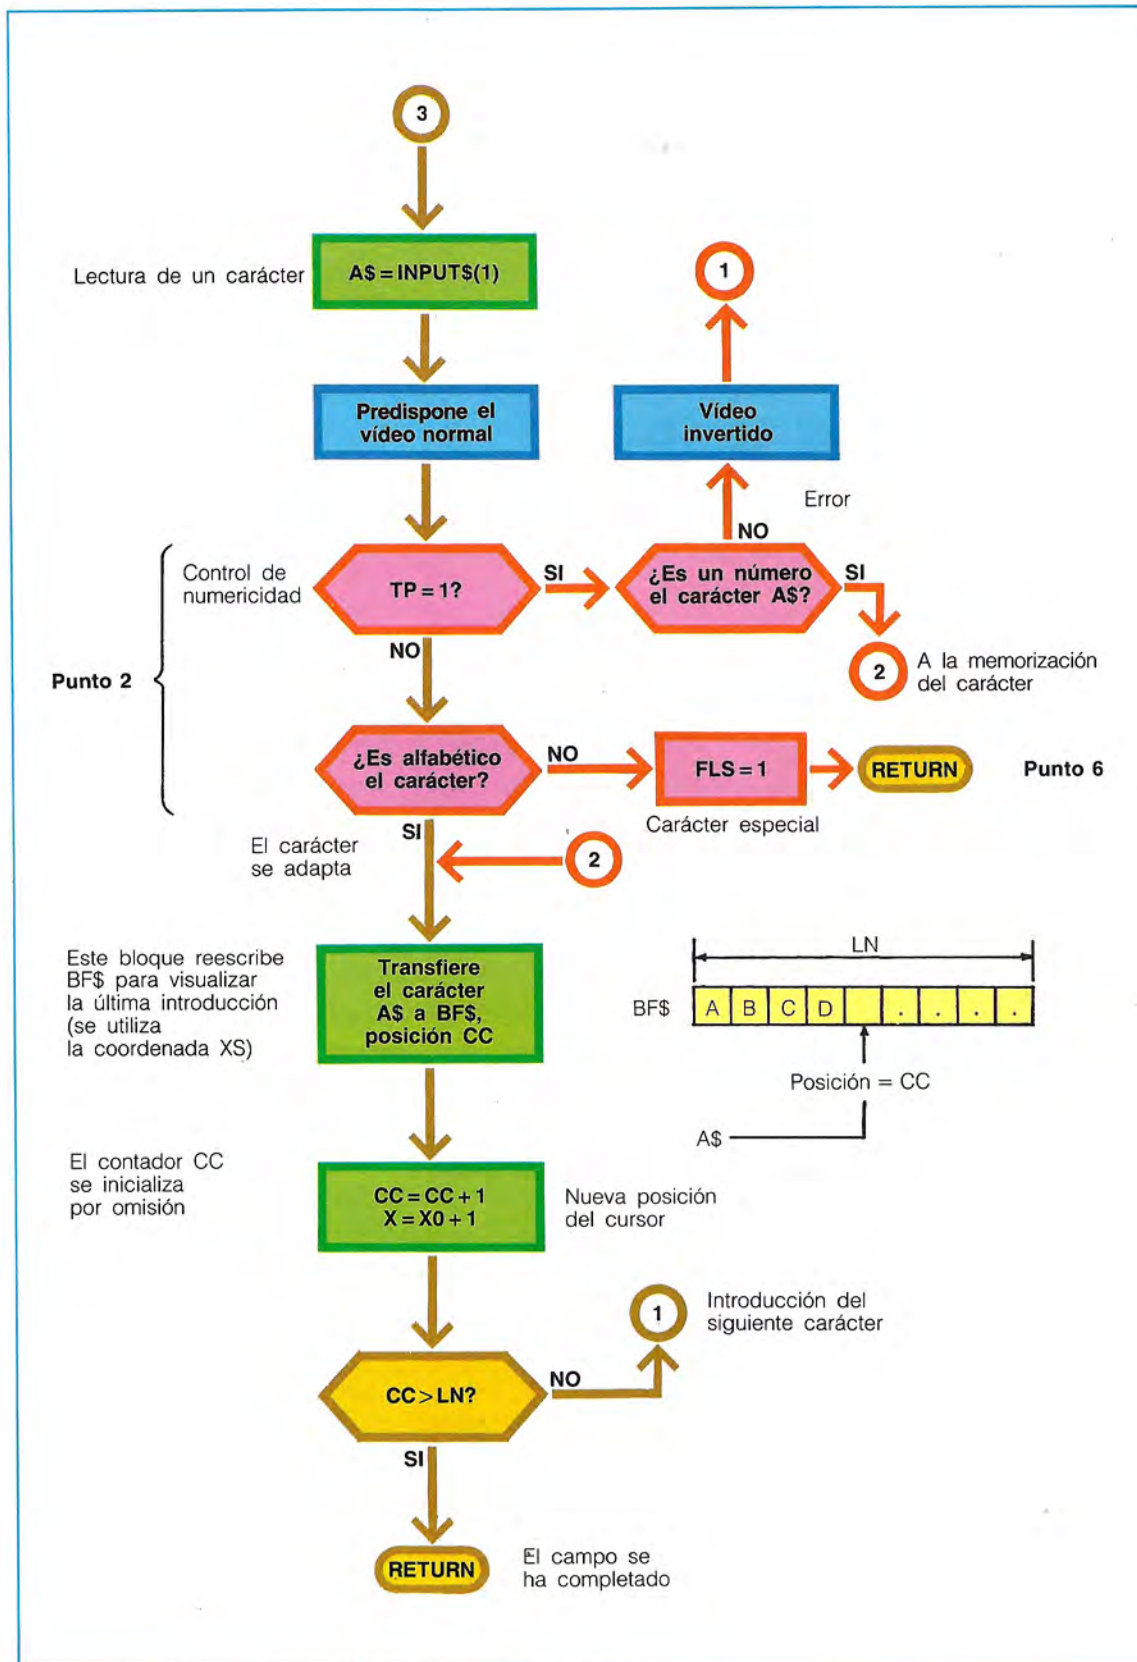 3
Lectura de un carácter
A$ = INPUT$(1)
1
Predispone el
vídeo normal
Vídeo
invertido
Error
NO
Control de
numericidad
TP = 1?
SI
¿Es un número
el carácter A$?
SI
NO
Punto 2
2
A la memorización
del carácter
¿Es alfabético
el carácter?
NO
FLS = 1
RETURN
Punto 6
Carácter especial
SI
El carácter
se adapta
2
Este bloque reescribe
BF$ para visualizar
la última introducción
(se utiliza
la coordenada XS)
Transfiere
el carácter
A$ a BF$,
posición CC
LN
BF$ A B C D . . . .
Posición = CC
A$
El contador CC
se inicializa
por omisión
CC = CC + 1
X = X0 + 1
Nueva posición
del cursor
1
Introducción del
siguiente carácter
CC > LN?
NO
SI
RETURN
El campo se
ha completado